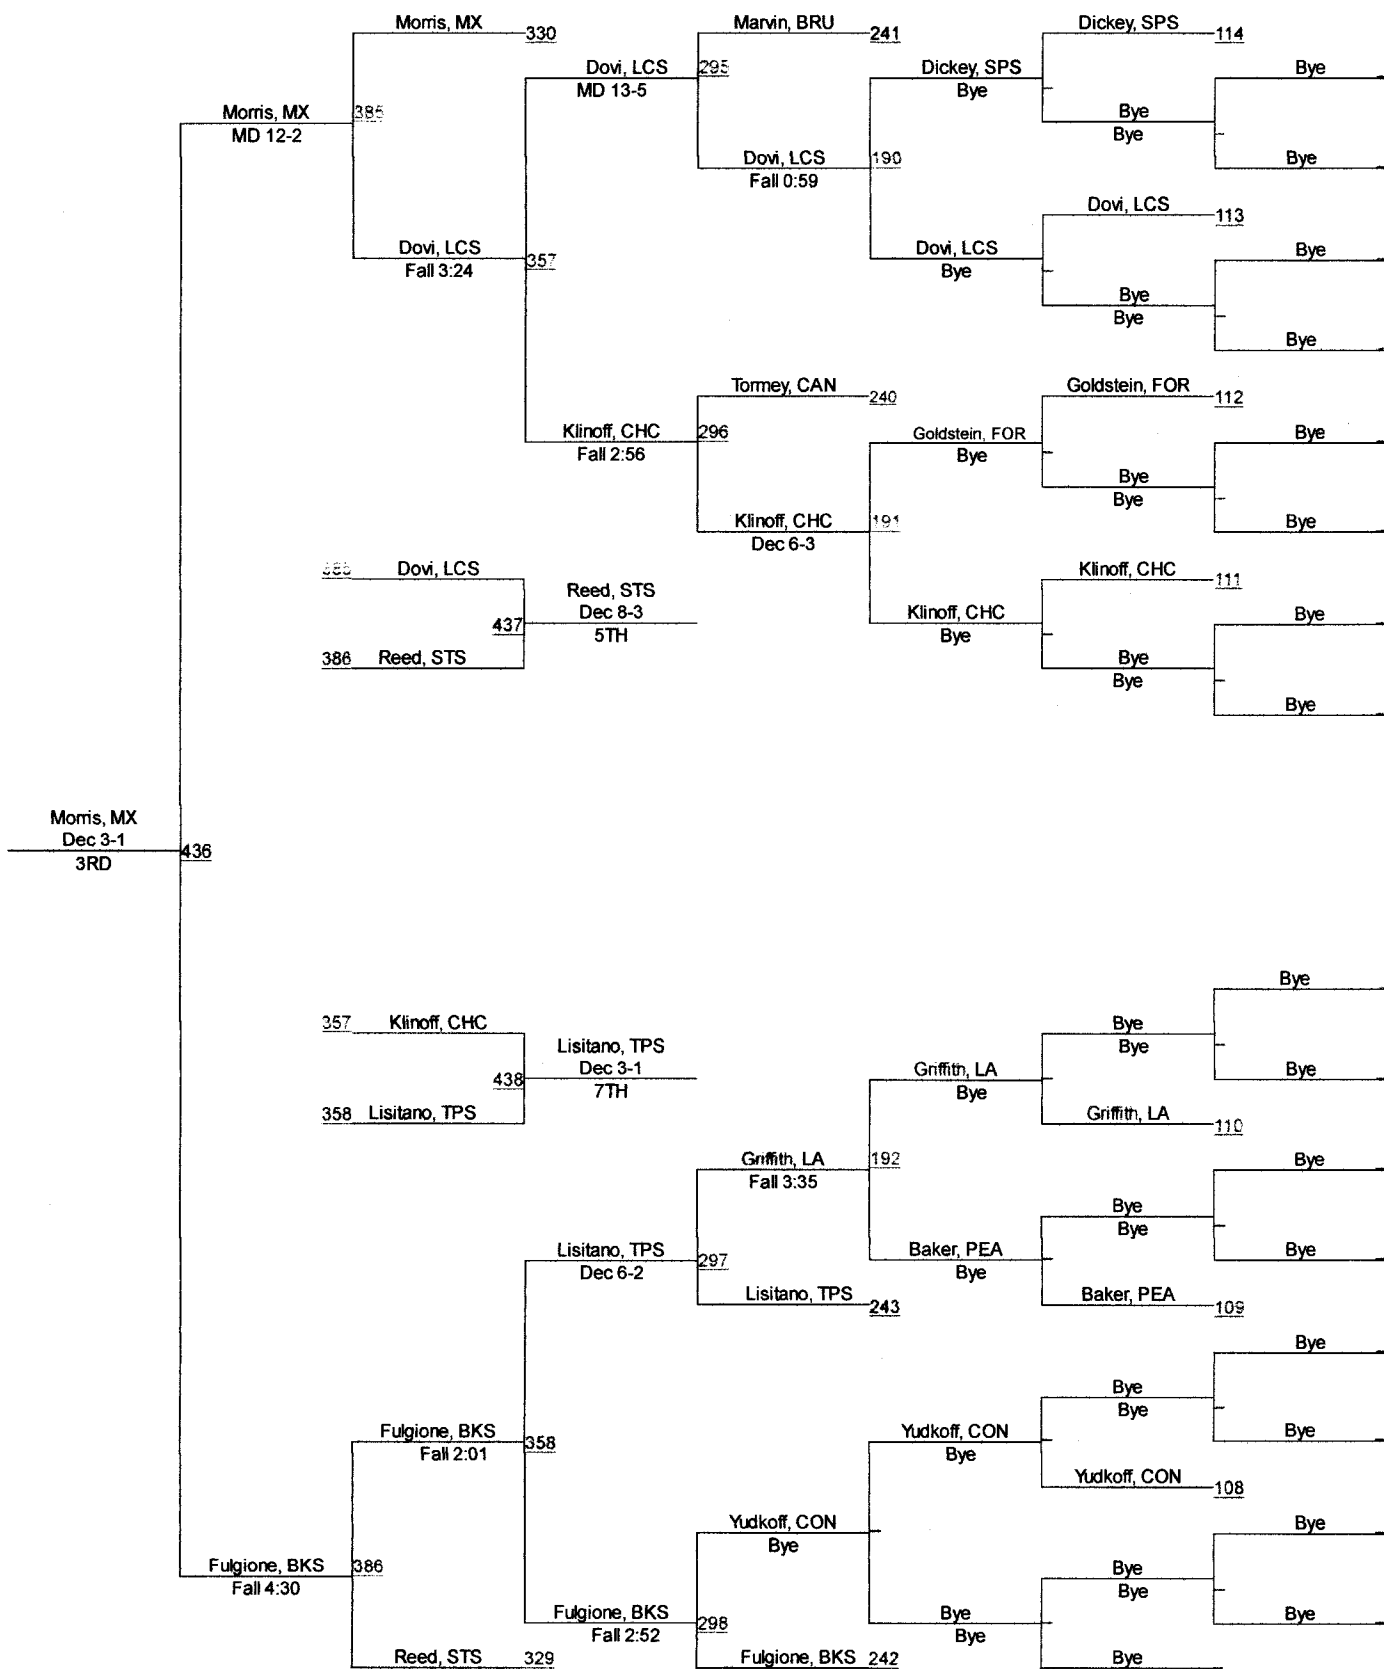 Morris, MX
330
Marvin, BRU
241
Dickey, SPS
114
Dovi, LCS
MD 13-5
295
Dickey, SPS
Bye
Bye
Morris, MX
MD 12-2
385
Bye
Bye
Dovi, LCS
Fall 0:59
190
Bye
Dovi, LCS
113
Dovi, LCS
Fall 3:24
357
Dovi, LCS
Bye
Bye
Bye
Bye
Bye
Tormey, CAN
240
Goldstein, FOR
112
Klinoff, CHC
Fall 2:56
296
Goldstein, FOR
Bye
Bye
Bye
Bye
Klinoff, CHC
Dec 6-3
191
Bye
Dovi, LCS
Klinoff, CHC
111
Reed, STS
Dec 8-3
5TH
437
Klinoff, CHC
Bye
Bye
386
Reed, STS
Bye
Bye
Bye
Morris, MX
Dec 3-1
3RD
436
Bye
357
Klinoff, CHC
Bye
Bye
Lisitano, TPS
Dec 3-1
7TH
438
Griffith, LA
Bye
Bye
358
Lisitano, TPS
Griffith, LA
110
Griffith, LA
Fall 3:35
192
Bye
Bye
Bye
Lisitano, TPS
Dec 6-2
297
Baker, PEA
Bye
Bye
Lisitano, TPS
243
Baker, PEA
109
Bye
Bye
Bye
Fulgione, BKS
Fall 2:01
358
Yudkoff, CON
Bye
Bye
Yudkoff, CON
108
Yudkoff, CON
Bye
Bye
Fulgione, BKS
Fall 4:30
386
Bye
Bye
Fulgione, BKS
Fall 2:52
298
Bye
Bye
Bye
Reed, STS
329
Fulgione, BKS
242
Bye